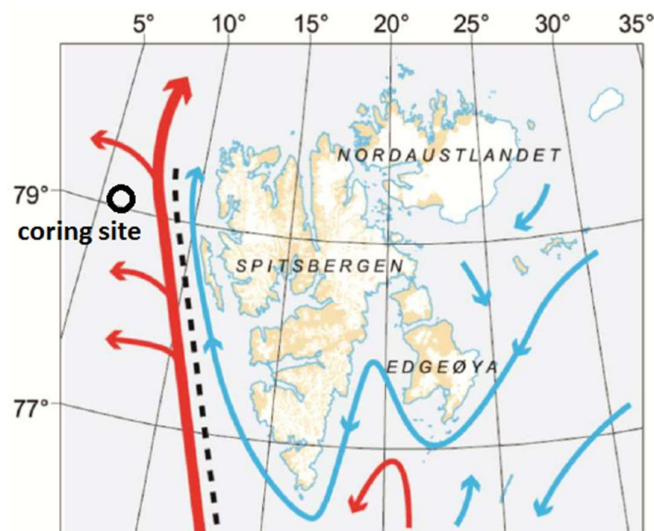 5° 10° 15° 20° 25° 30° 35°
NORDAUSTLANDET
79°
coring site
SPITSBERGEN
EDGEØYA
77°